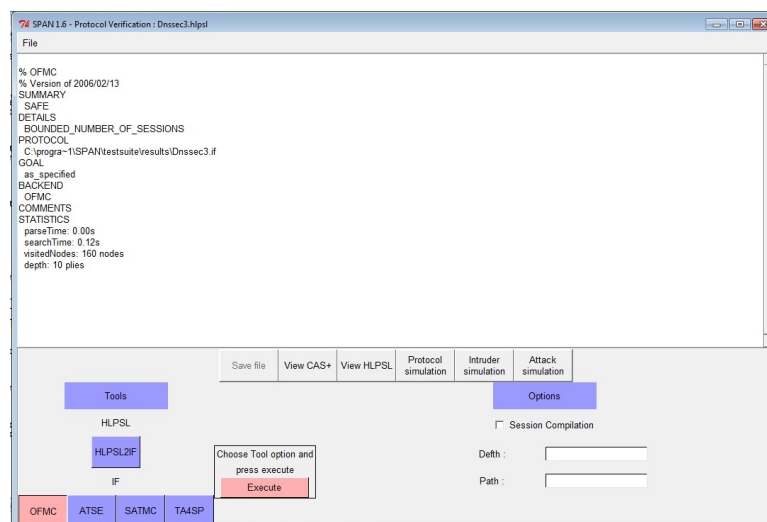 SPAN 1.6 - Protocol Verification : Dnssec3.hlpsl
File
% OFMC
% Version of 2006/02/13
SUMMARY
SAFE
DETAILS
BOUNDED_NUMBER_OF_SESSIONS
PROTOCOL
C:\progra~1\SPAN\testsuite\results\Dnssec3.if
GOAL
as_specified
BACKEND
OFMC
COMMENTS
STATISTICS
parseTime: 0.00s
searchTime: 0.12s
visitedNodes: 160 nodes
depth: 10 plies
Save file
View CAS+
View HLPSL
Protocol
simulation
Intruder
simulation
Attack
simulation
Tools
HLPSL
HLPSL2IF
IF
OFMC
ATSE
SATMC
TA4SP
Choose Tool option and
press execute
Execute
Options
Session Compilation
Defth :
Path :